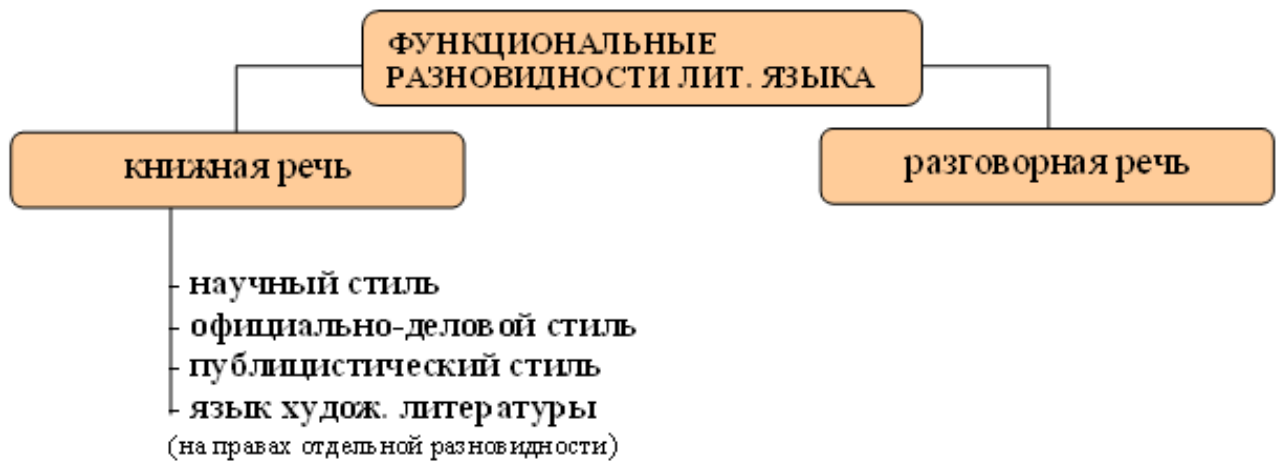 ФУНКЦИОНАЛЬНЫЕ
РАЗНОВИДНОСТИ ЛИТ. ЯЗЫКА
книжная речь
разговорная речь
- научный стиль
- официально-деловой стиль
- публицистический стиль
- язык худож. литературы
(на правах отдельной разновидности)